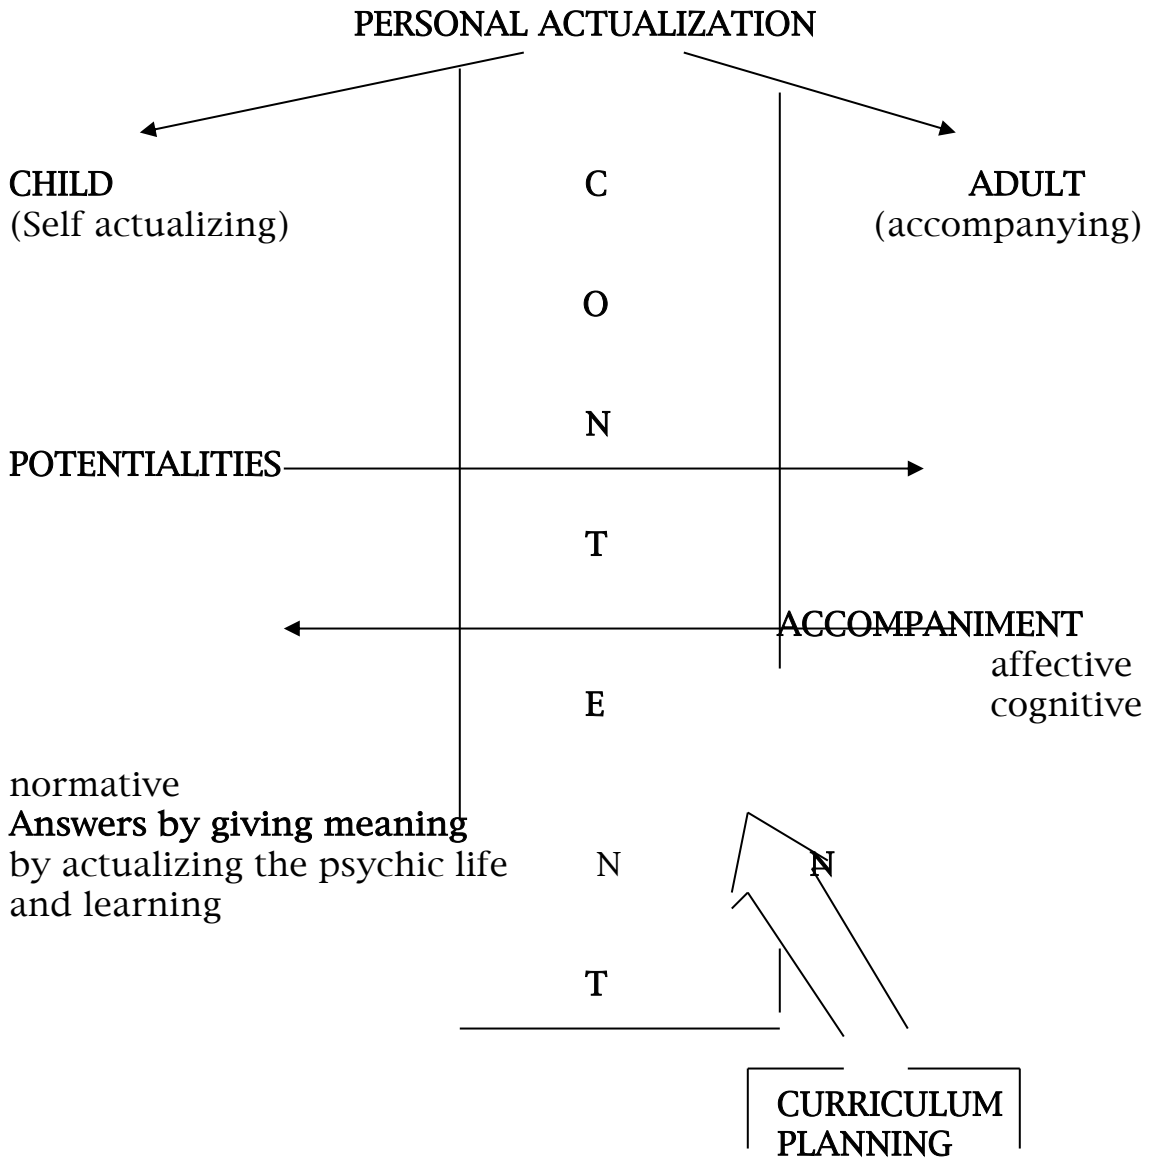 PERSONAL ACTUALIZATION
CHILD C ADULT
(Self actualizing) (accompanying)
O
N
POTENTIALITIES
T
ACCOMPANIMENT
affective
E cognitive
normative
Answers by giving meaning
by actualizing the psychic life N N
and learning
T
CURRICULUM
PLANNING